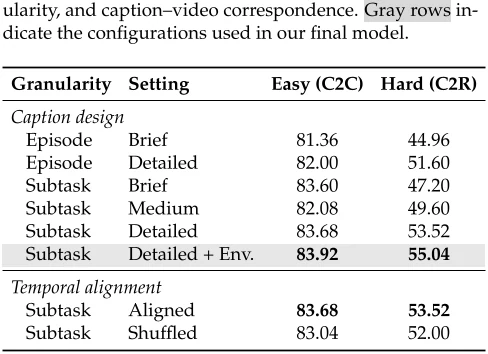 ularity, and caption–video correspondence. Gray rows in-
dicate the configurations used in our final model.
Granularity Setting Easy (C2C) Hard (C2R)
Caption design
Episode Brief 81.36 44.96
Episode Detailed 82.00 51.60
Subtask Brief 83.60 47.20
Subtask Medium 82.08 49.60
Subtask Detailed 83.68 53.52
Subtask Detailed + Env. 83.92 55.04
Temporal alignment
Subtask Aligned 83.68 53.52
Subtask Shuffled 83.04 52.00